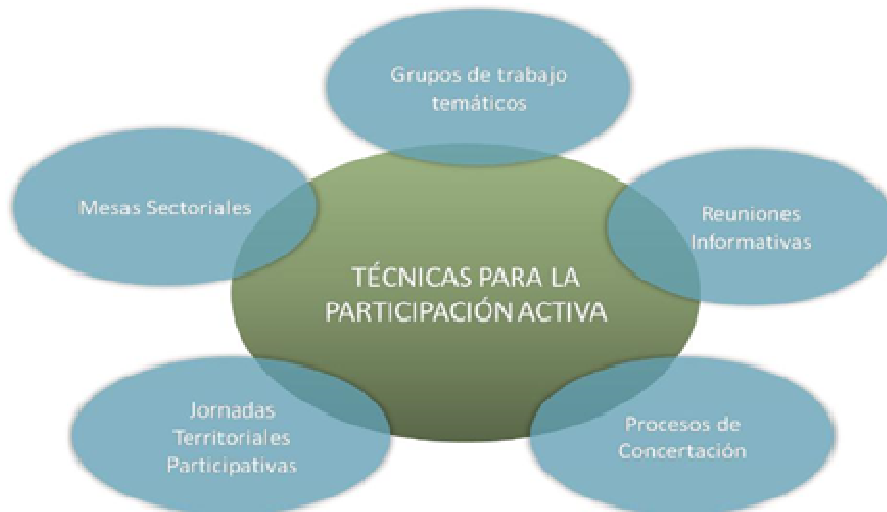 Grupos de trabajo
temáticos
Mesas Sectoriales
Reuniones
Informativas
TÉCNICAS PARA LA
PARTICIPACIÓN ACTIVA
Jornadas
Territoriales
Participativas
Procesos de
Concertación